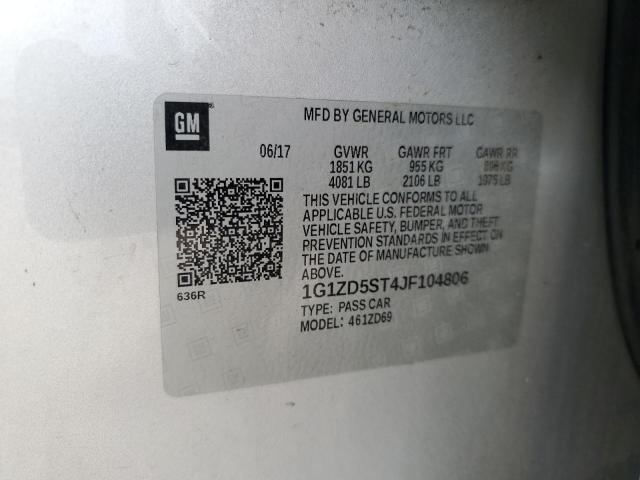 GM
MFD BY GENERAL MOTORS LLC
06/17 GVWR GAWR FRT GAWR RR
1851 KG 955 KG 896 KG
4081 LB 2106 LB 1975 LB
THIS VEHICLE CONFORMS TO ALL
APPLICABLE U.S. FEDERAL MOTOR
VEHICLE SAFETY, BUMPER, AND THEFT
PREVENTION STANDARDS IN EFFECT ON
THE DATE OF MANUFACTURE SHOWN
ABOVE.
636R
1G1ZD5ST4JF104806
TYPE: PASS CAR
MODEL: 461ZD69